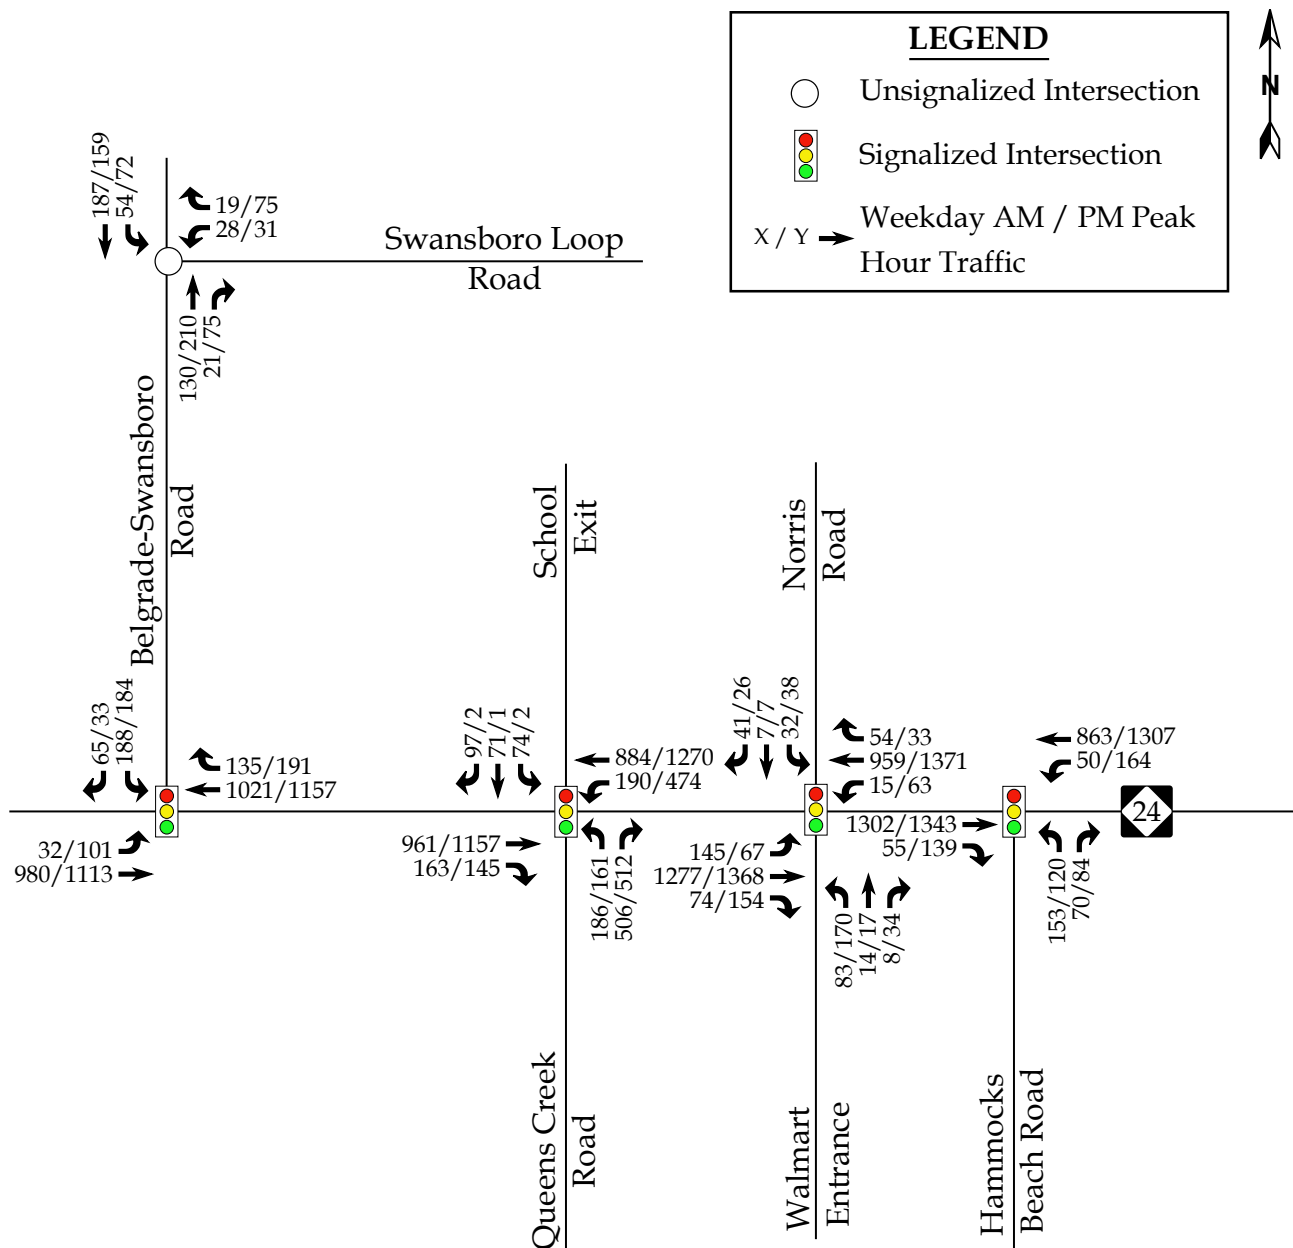 LEGEND
Unsignalized Intersection
Signalized Intersection
X / Y
Weekday AM / PM Peak
Hour Traffic
N
187/159
54/72
19/75
28/31
Swansboro Loop
Road
130/210
21/75
Belgrade-Swansboro
Road
School
Exit
Norris
Road
65/33
188/184
135/191
1021/1157
32/101
980/1113
97/2
71/1
74/2
884/1270
190/474
961/1157
163/145
186/161
506/512
41/26
7/7
32/38
54/33
959/1371
15/63
145/67
1277/1368
74/154
83/170
14/17
8/34
863/1307
50/164
1302/1343
55/139
153/120
70/84
24
Queens Creek
Road
Walmart
Entrance
Hammocks
Beach Road